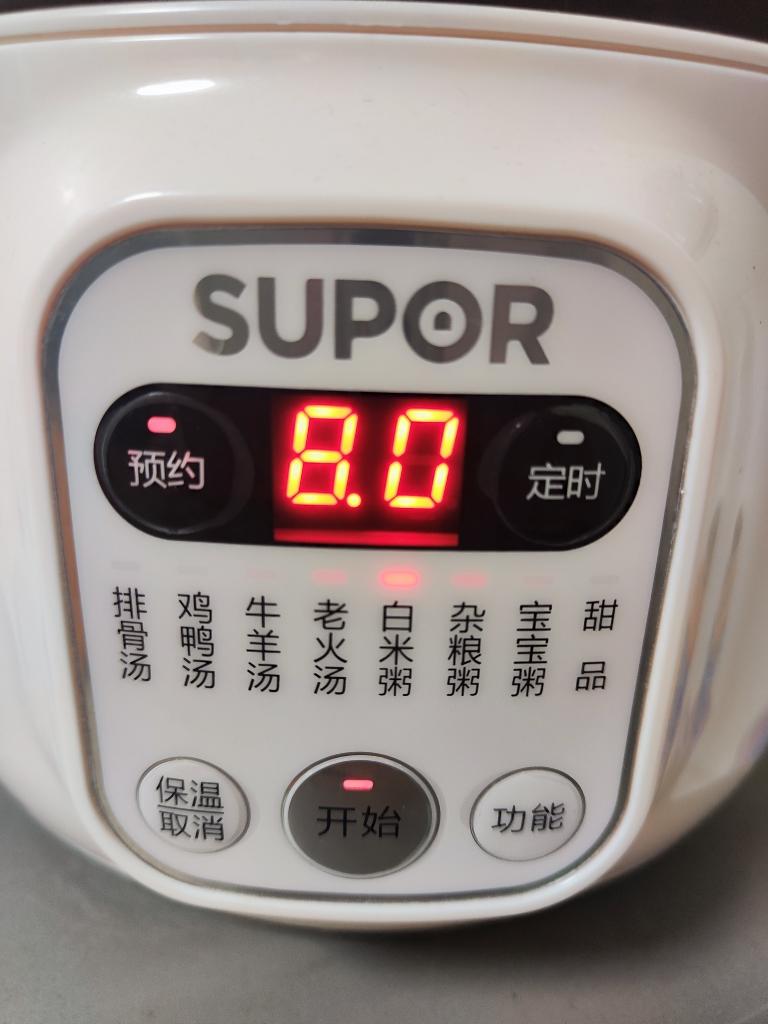 SUPOR
预约
8.0
定时
排骨汤
鸡鸭汤
牛羊汤
老火汤
白米粥
杂粮粥
宝宝粥
甜品
保温
取消
开始
功能